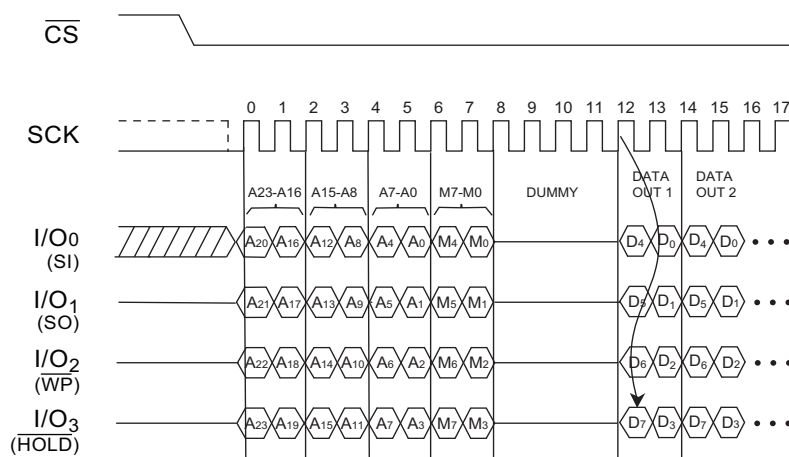 CS
0 1 2 3 4 5 6 7 8 9 10 11 12 13 14 15 16 17
SCK
A23-A16 A15-A8 A7-A0 M7-M0 DUMMY DATA OUT 1 DATA OUT 2
I/O0 A20 A16 A12 A8 A4 A0 M4 M0 D4 D0 D4 D0 • • •
(SI)
I/O1 A21 A17 A13 A9 A5 A1 M5 M1 D5 D1 D5 D1 • • •
(SO)
I/O2 A22 A18 A14 A10 A6 A2 M6 M2 D6 D2 D6 D2 • • •
(WP)
I/O3 A23 A19 A15 A11 A7 A3 M7 M3 D7 D3 D7 D3 • • •
(HOLD)